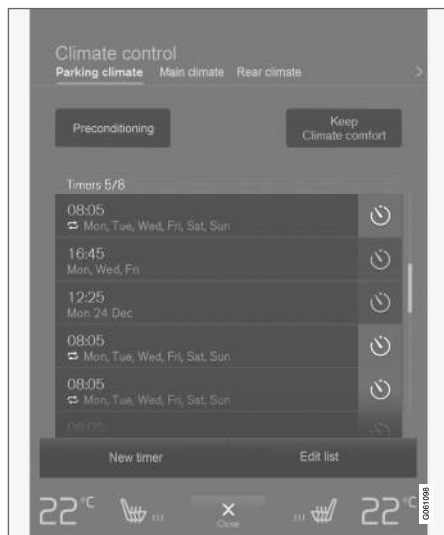 Climate control
Parking climate Main climate Rear climate
Preconditioning
Keep
Climate comfort
Timers 5/8
08:05
Mon, Tue, Wed, Fri, Sat, Sun
16:45
Mon, Wed, Fri
12:25
Mon 24 Dec
08:05
Mon, Tue, Wed, Fri, Sat, Sun
08:05
Mon, Tue, Wed, Fri, Sat, Sun
08:05
New timer Edit list
22°C 22°C
Close
G061098